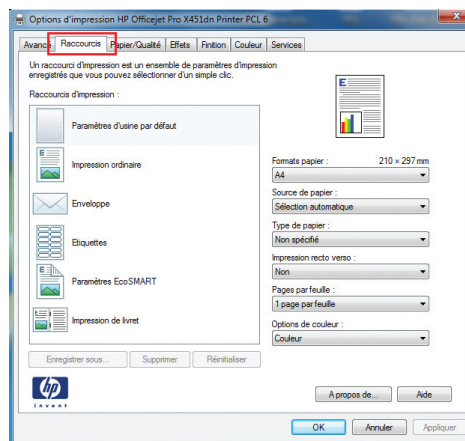 Options d'impression HP Officejet Pro X451dn Printer PCL 6
Avancé Raccourcis Papier/Qualité Effets Finition Couleur Services
Un raccourci d'impression est un ensemble de paramètres d'impression
enregistrés que vous pouvez sélectionner d'un simple clic.
Raccourcis d'impression :
Paramètres d'usine par défaut
Impression ordinaire
Enveloppe
Etiquettes
Paramètres EcoSMART
Impression de livret
Enregistrer sous... Supprimer Réinitialiser
Formats papier : 210 × 297 mm
A4
Source de papier :
Sélection automatique
Type de papier :
Non spécifié
Impression recto verso :
Non
Pages par feuille :
1 page par feuille
Options de couleur :
Couleur
hp
invent
A propos de... Aide
OK Annuler Appliquer